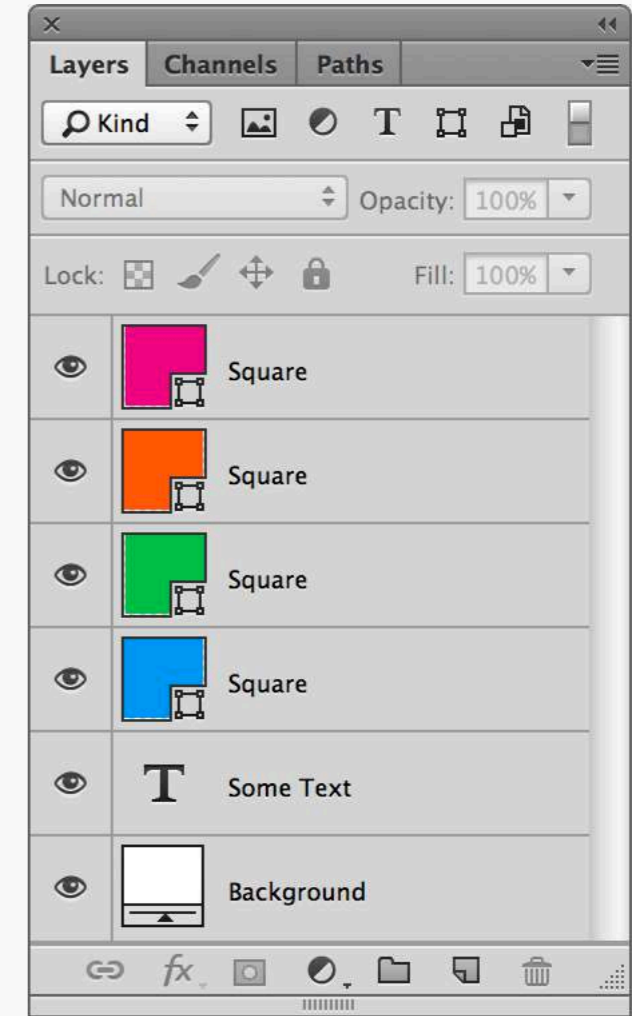 Layers Channels Paths
Kind T
Normal Opacity: 100%
Lock: Fill: 100%
Square
Square
Square
Square
T Some Text
Background
fx